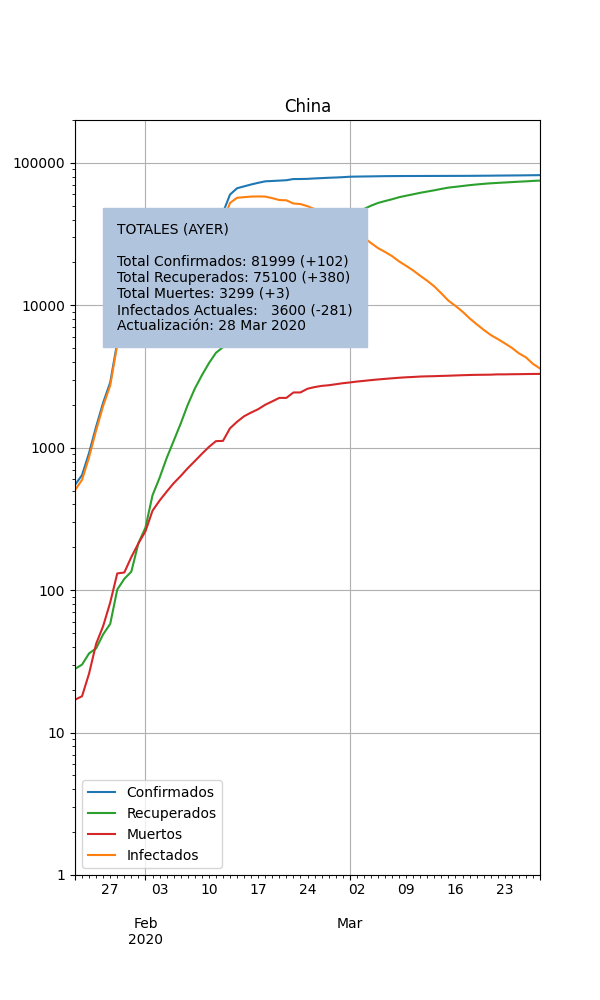 China
100000
10000
1000
100
10
1
TOTALES (AYER)
Total Confirmados: 81999 (+102)
Total Recuperados: 75100 (+380)
Total Muertes: 3299 (+3)
Infectados Actuales:   3600 (-281)
Actualización: 28 Mar 2020
Confirmados
Recuperados
Muertos
Infectados
27 03 10 17 24 02 09 16 23
Feb Mar
2020